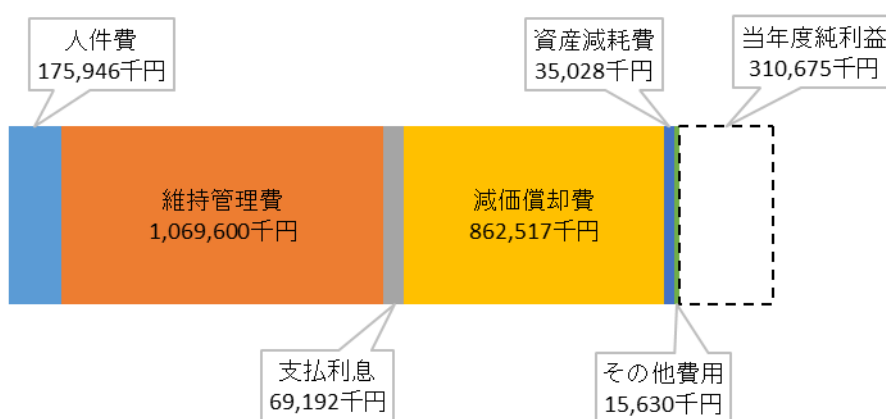 人件費
175,946千円
資産減耗費
35,028千円
当年度純利益
310,675千円
維持管理費
1,069,600千円
減価償却費
862,517千円
支払利息
69,192千円
その他費用
15,630千円